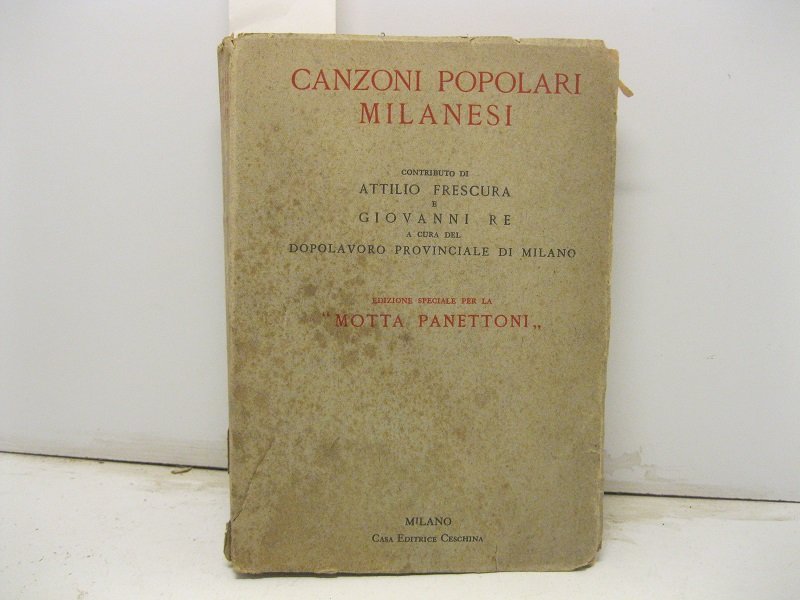 CANZONI POPOLARI
MILANESI
CONTRIBUTO DI
ATTILIO FRESCURA
E
GIOVANNI RE
A CURA DEL
DOPOLAVORO PROVINCIALE DI MILANO
EDIZIONE SPECIALE PER LA
“MOTTA PANETTONI„
MILANO
CASA EDITRICE CESCHINA